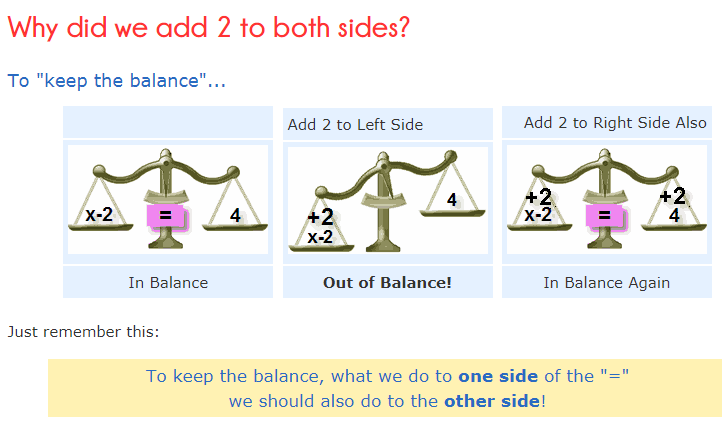 Why did we add 2 to both sides?
To "keep the balance"...
Add 2 to Left Side
Add 2 to Right Side Also
x-2
=
4
+2
x-2
4
+2
x-2
=
+2
4
In Balance
Out of Balance!
In Balance Again
Just remember this:
To keep the balance, what we do to one side of the "="
we should also do to the other side!